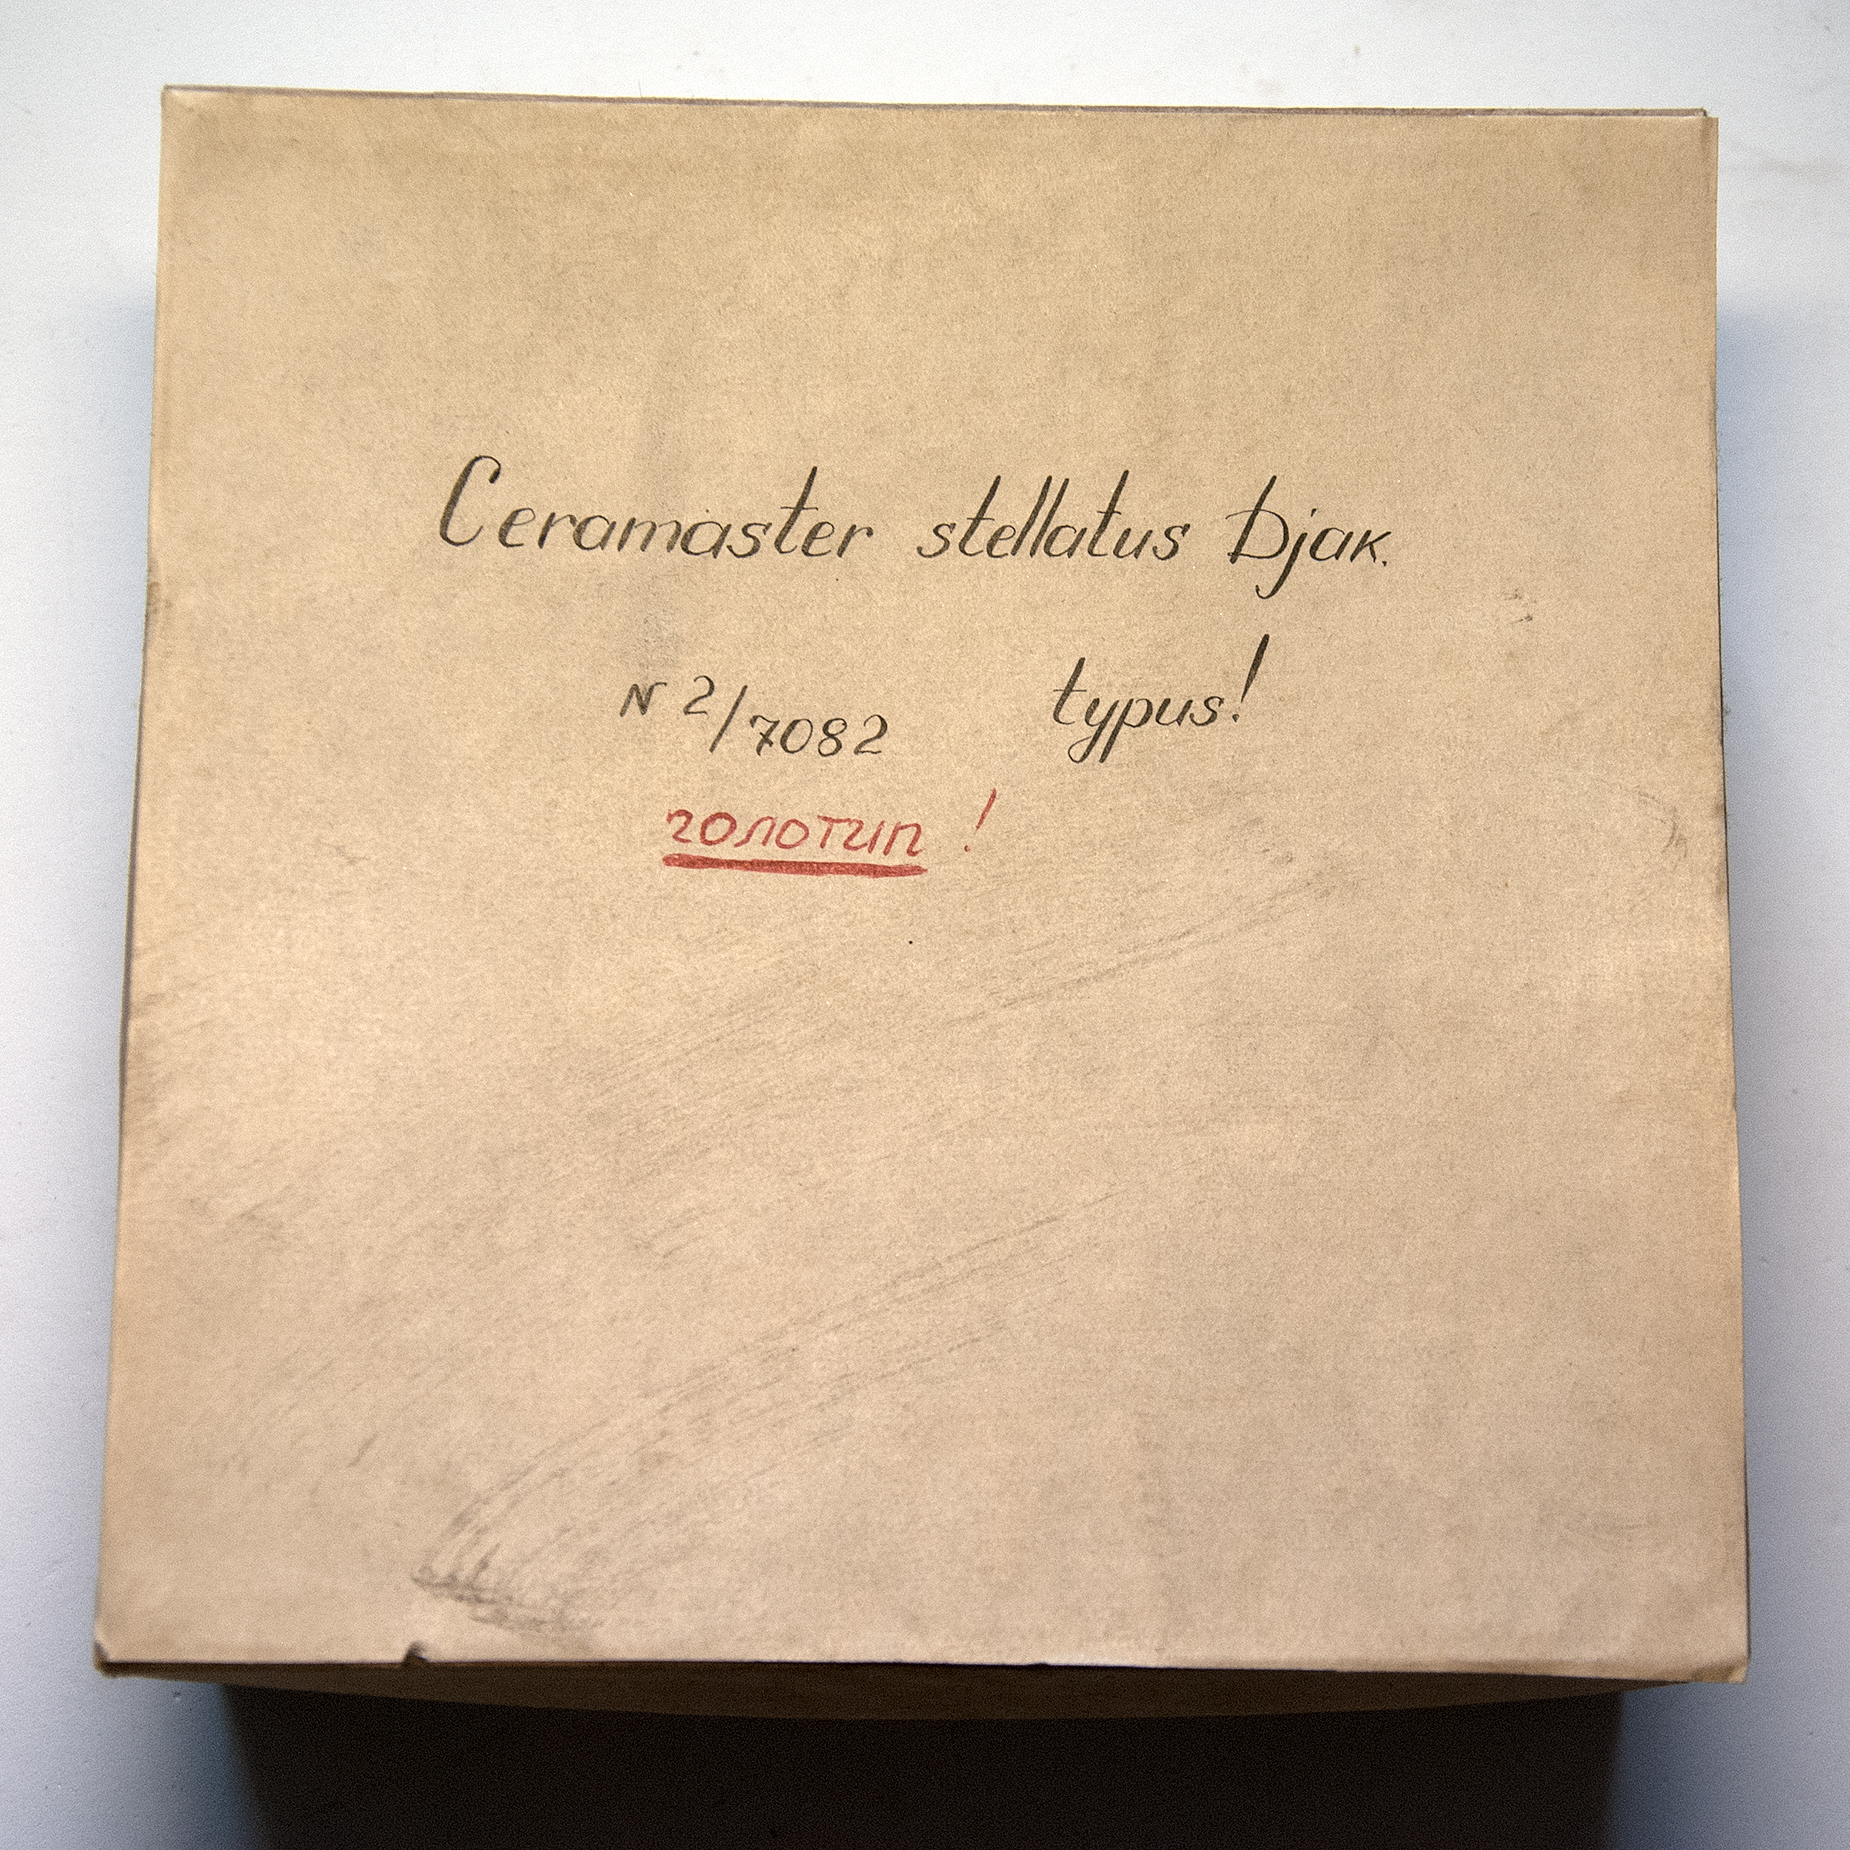 Ceramaster stellatus Djak.
N 2/7082 typus!
голотип !